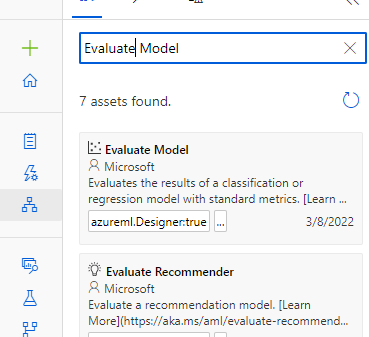 Evaluate Model
7 assets found.
Evaluate Model
Microsoft
Evaluates the results of a classification or
regression model with standard metrics. [Learn ...
azureml.Designer:true ... 3/8/2022
Evaluate Recommender
Microsoft
Evaluate a recommendation model. [Learn
More](https://aka.ms/aml/evaluate-recommend...